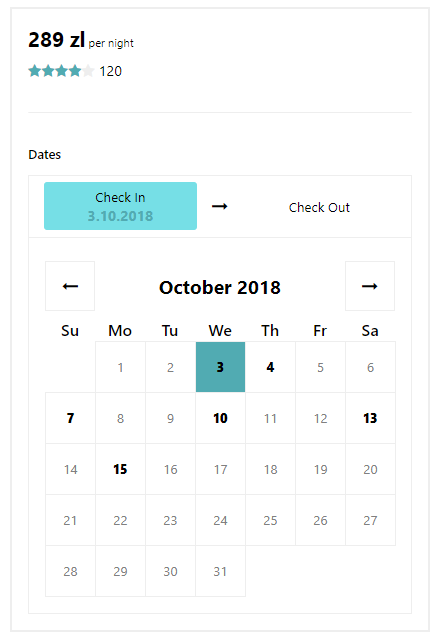 289 zl per night
120
Dates
Check In
3.10.2018
→
Check Out
← October 2018 →
Su Mo Tu We Th Fr Sa
1 2 3 4 5 6
7 8 9 10 11 12 13
14 15 16 17 18 19 20
21 22 23 24 25 26 27
28 29 30 31